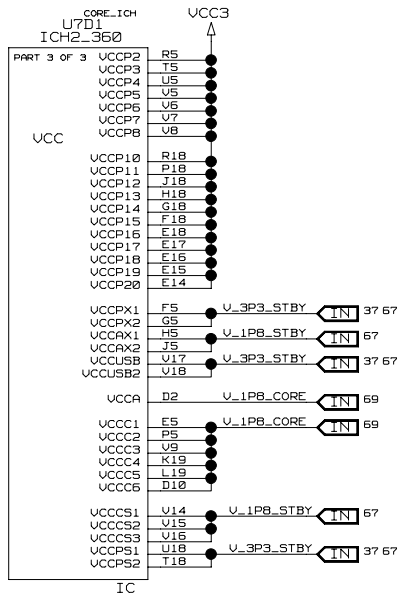 CORE_ICH VCC3
U7D1
ICH2_360
PART 3 OF 3 VCCP2 R5
VCCP3 T5
VCCP4 U5
VCCP5 V5
VCCP6 V6
VCCP7 V7
VCCP8 V8
VCC
VCCP10 R18
VCCP11 P18
VCCP12 J18
VCCP13 H18
VCCP14 G18
VCCP15 F18
VCCP16 E18
VCCP17 E17
VCCP18 E16
VCCP19 E15
VCCP20 E14
VCCPX1 F5 V_3P3_STBY IN 37 67
VCCPX2 G5
VCCAX1 H5 V_1P8_STBY IN 67
VCCAX2 J5
VCCUSB V17 V_3P3_STBY IN 37 67
VCCUSB2 V18
VCCA D2 V_1P8_CORE IN 69
VCCC1 E5 V_1P8_CORE IN 69
VCCC2 P5
VCCC3 V9
VCCC4 K19
VCCC5 L19
VCCC6 D10
VCCCS1 V14 V_1P8_STBY IN 67
VCCCS2 V15
VCCCS3 V16
VCCPS1 U18 V_3P3_STBY IN 37 67
VCCPS2 T18
IC